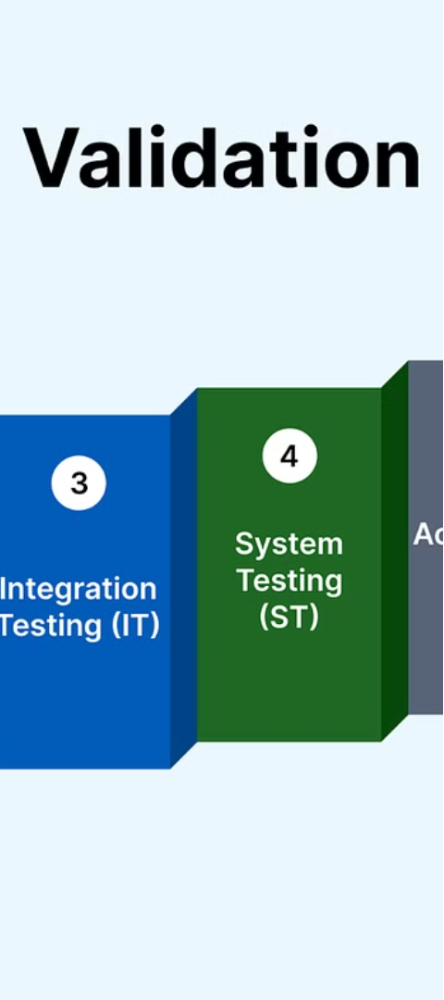 Validation
3
Integration
Testing (IT)
4
System
Testing
(ST)